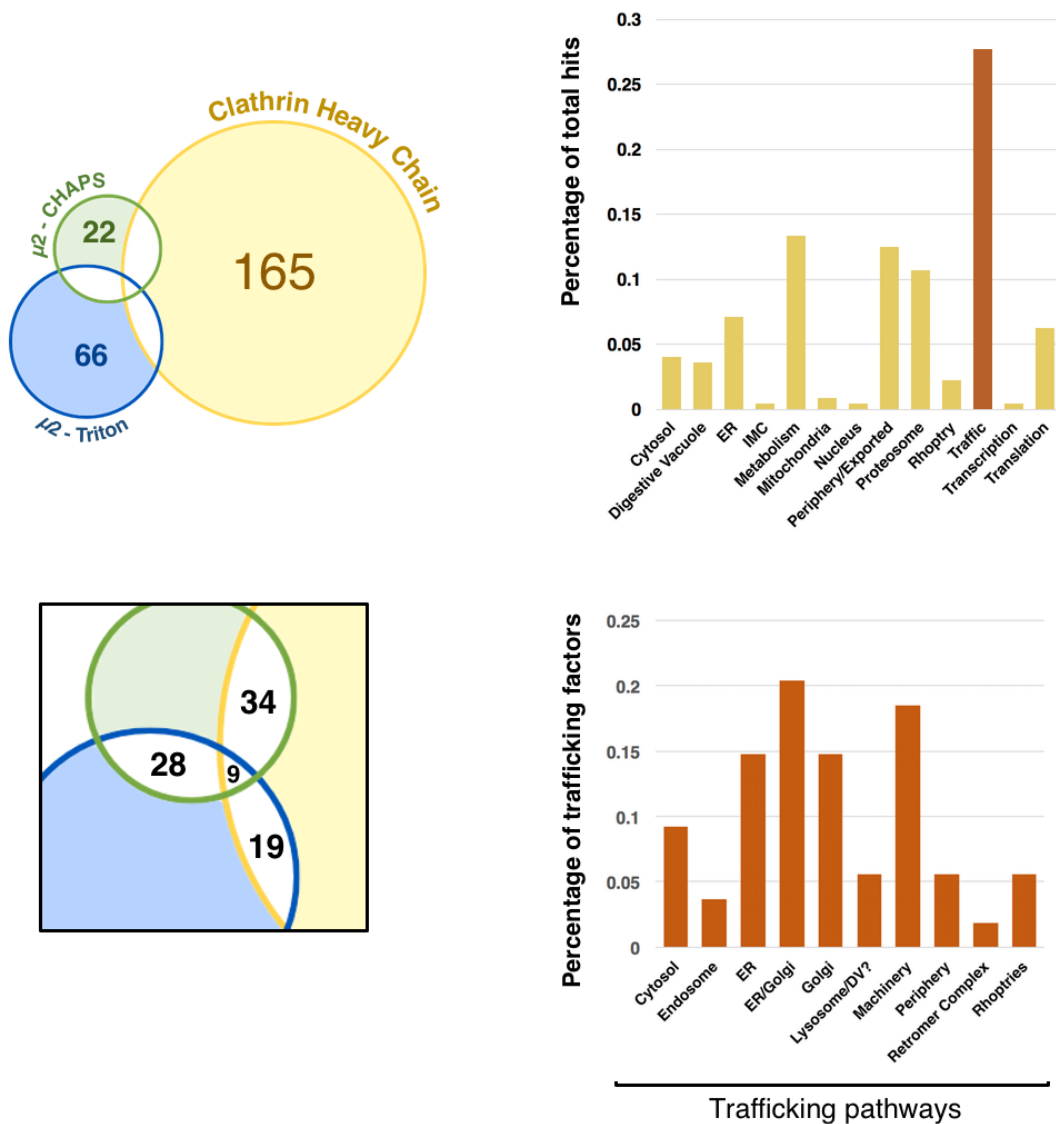 Clathrin Heavy Chain
μ2 - CHAPS
22
165
66
μ2 - Triton
Percentage of total hits
0.3
0.25
0.2
0.15
0.1
0.05
0
Cytosol
Digestive Vacuole
ER
IMC
Metabolism
Mitochondria
Nucleus
Periphery/Exported
Proteosome
Rhoptry
Traffic
Transcription
Translation
34
28
9
19
Percentage of trafficking factors
0.25
0.2
0.15
0.1
0.05
0
Cytosol
Endosome
ER
ER/Golgi
Golgi
Lysosome/DV?
Machinery
Periphery
Retromer Complex
Rhoptries
Trafficking pathways